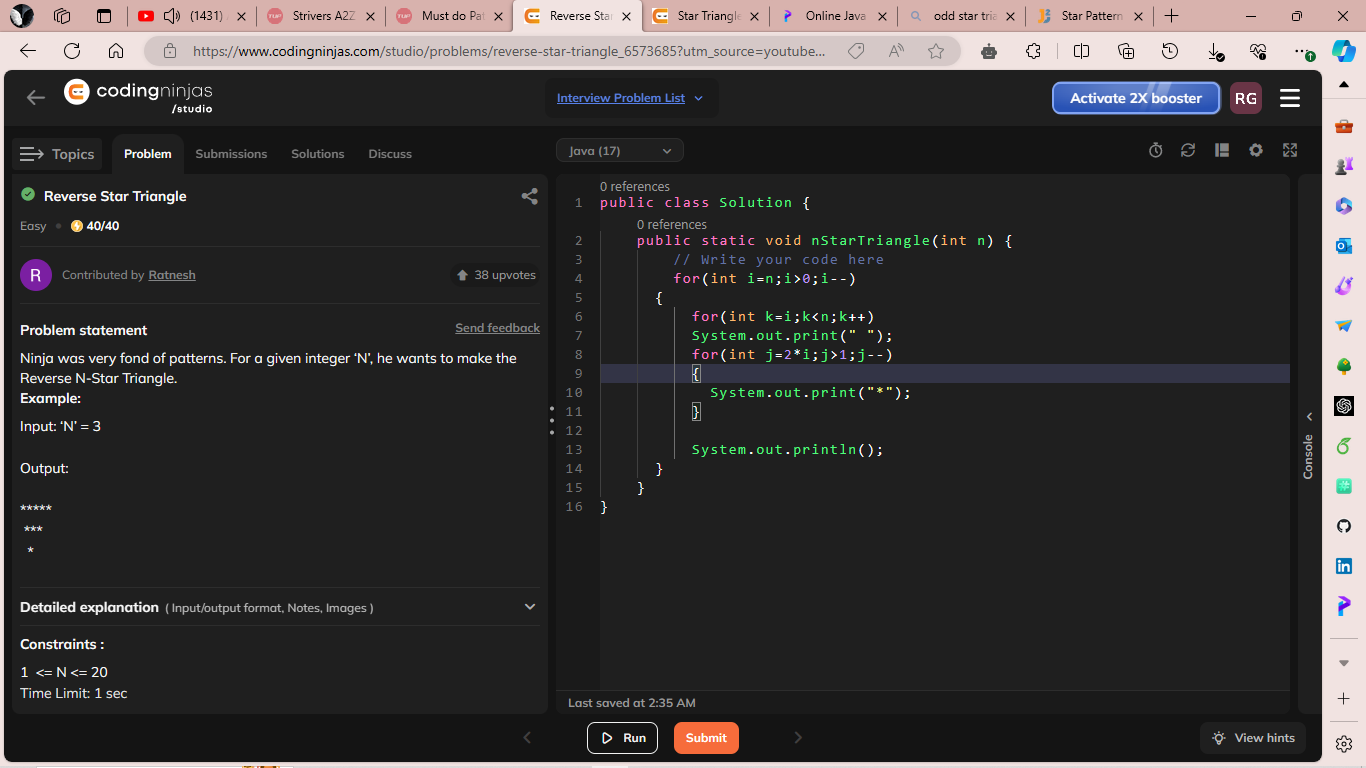 (1431)
Strivers A2Z
Must do Pat
Reverse Star
Star Triangle
Online Java
odd star tria
Star Pattern
https://www.codingninjas.com/studio/problems/reverse-star-triangle_6573685?utm_source=youtube...
codingninjas
/studio
Interview Problem List
Activate 2X booster
RG
Topics
Problem
Submissions
Solutions
Discuss
Java (17)
Reverse Star Triangle
Easy
40/40
R
Contributed by Ratnesh
38 upvotes
Problem statement
Send feedback
Ninja was very fond of patterns. For a given integer ‘N’, he wants to make the
Reverse N-Star Triangle.
Example:
Input: ‘N’ = 3
Output:
*****
 ***
  *
Detailed explanation ( Input/output format, Notes, Images )
Constraints :
1  <= N <= 20
Time Limit: 1 sec
0 references
1 public class Solution {
0 references
2     public static void nStarTriangle(int n) {
3         // Write your code here
4         for(int i=n;i>0;i--)
5       {
6           for(int k=i;k<n;k++)
7           System.out.print(" ");
8           for(int j=2*i;j>1;j--)
9           {
10            System.out.print("*");
11          }
12
13          System.out.println();
14      }
15    }
16 }
Console
Last saved at 2:35 AM
Run
Submit
View hints